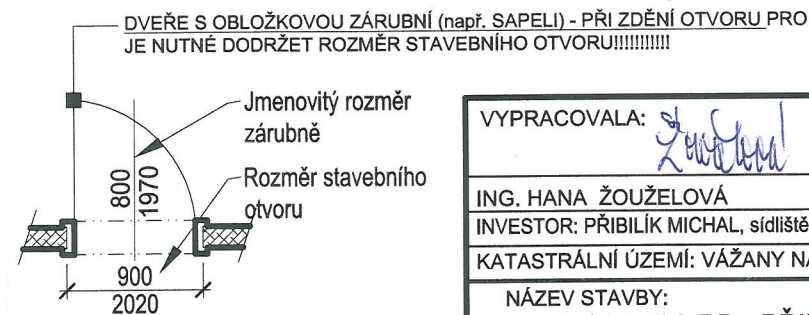 DVEŘE S OBLOŽKOVOU ZÁRUBNÍ (např. SAPELI) - PŘI ZDĚNÍ OTVORU PRO
JE NUTNÉ DODRŽET ROZMĚR STAVEBNÍHO OTVORU!!!!!!!!!!!
Jmenovitý rozměr
zárubně
800
1970
Rozměr stavebního
otvoru
900
2020
VYPRACOVALA:
ING. HANA ŽOUŽELOVÁ
INVESTOR: PŘIBILÍK MICHAL, sídliště
KATASTRÁLNÍ ÚZEMÍ: VÁŽANY NA
NÁZEV STAVBY: